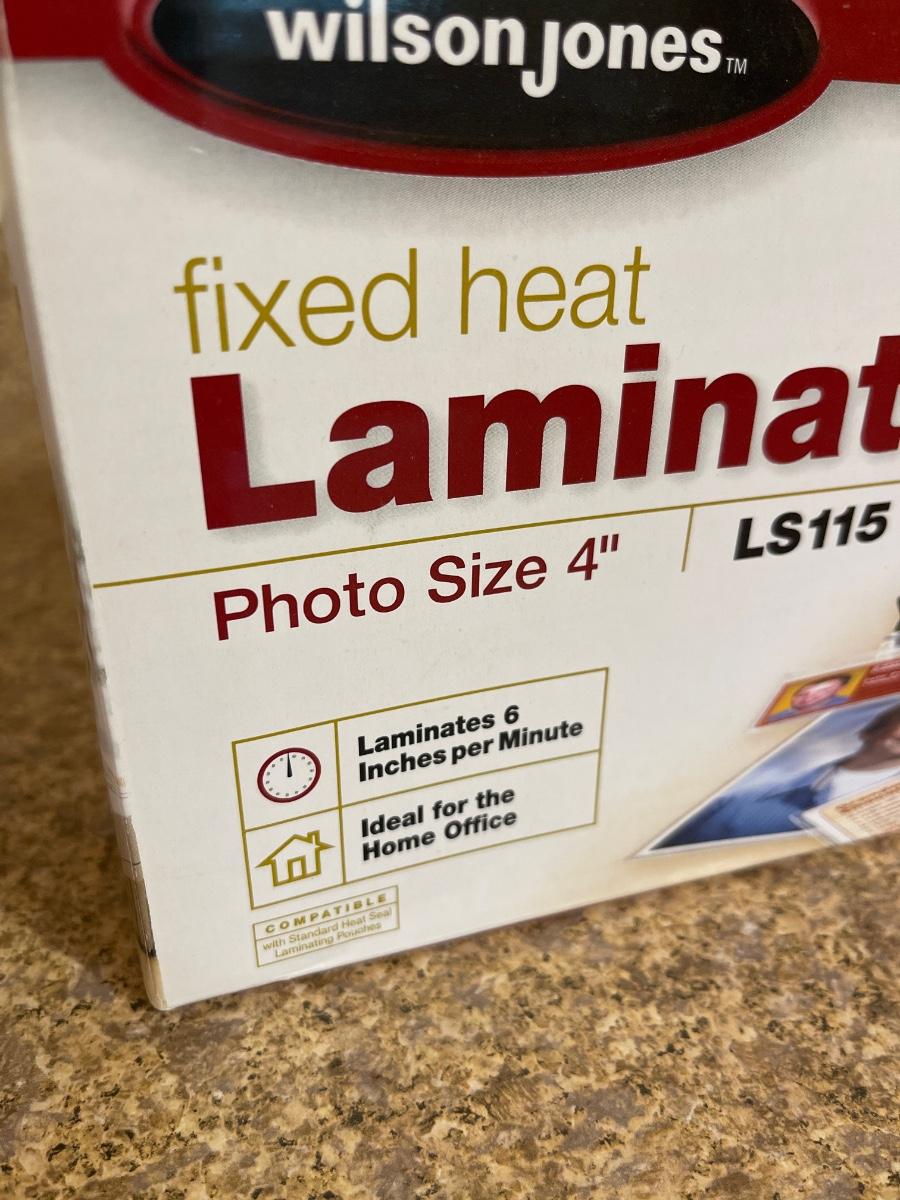 wilson jones™
fixed heat
Laminat
Photo Size 4"
LS115
Laminates 6
Inches per Minute
Ideal for the
Home Office
COMPATIBLE
with Standard Heat Seal
Laminating Pouches